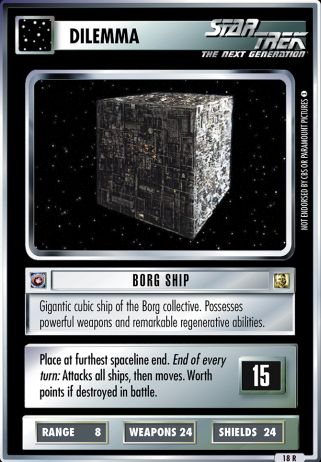 DILEMMA
STAR TREK
THE NEXT GENERATION
NOT ENDORSED BY CBS OR PARAMOUNT PICTURES
BORG SHIP
Gigantic cubic ship of the Borg collective. Possesses
powerful weapons and remarkable regenerative abilities.
Place at furthest spaceline end. End of every
turn: Attacks all ships, then moves. Worth
points if destroyed in battle.
15
RANGE 8 WEAPONS 24 SHIELDS 24
18 R